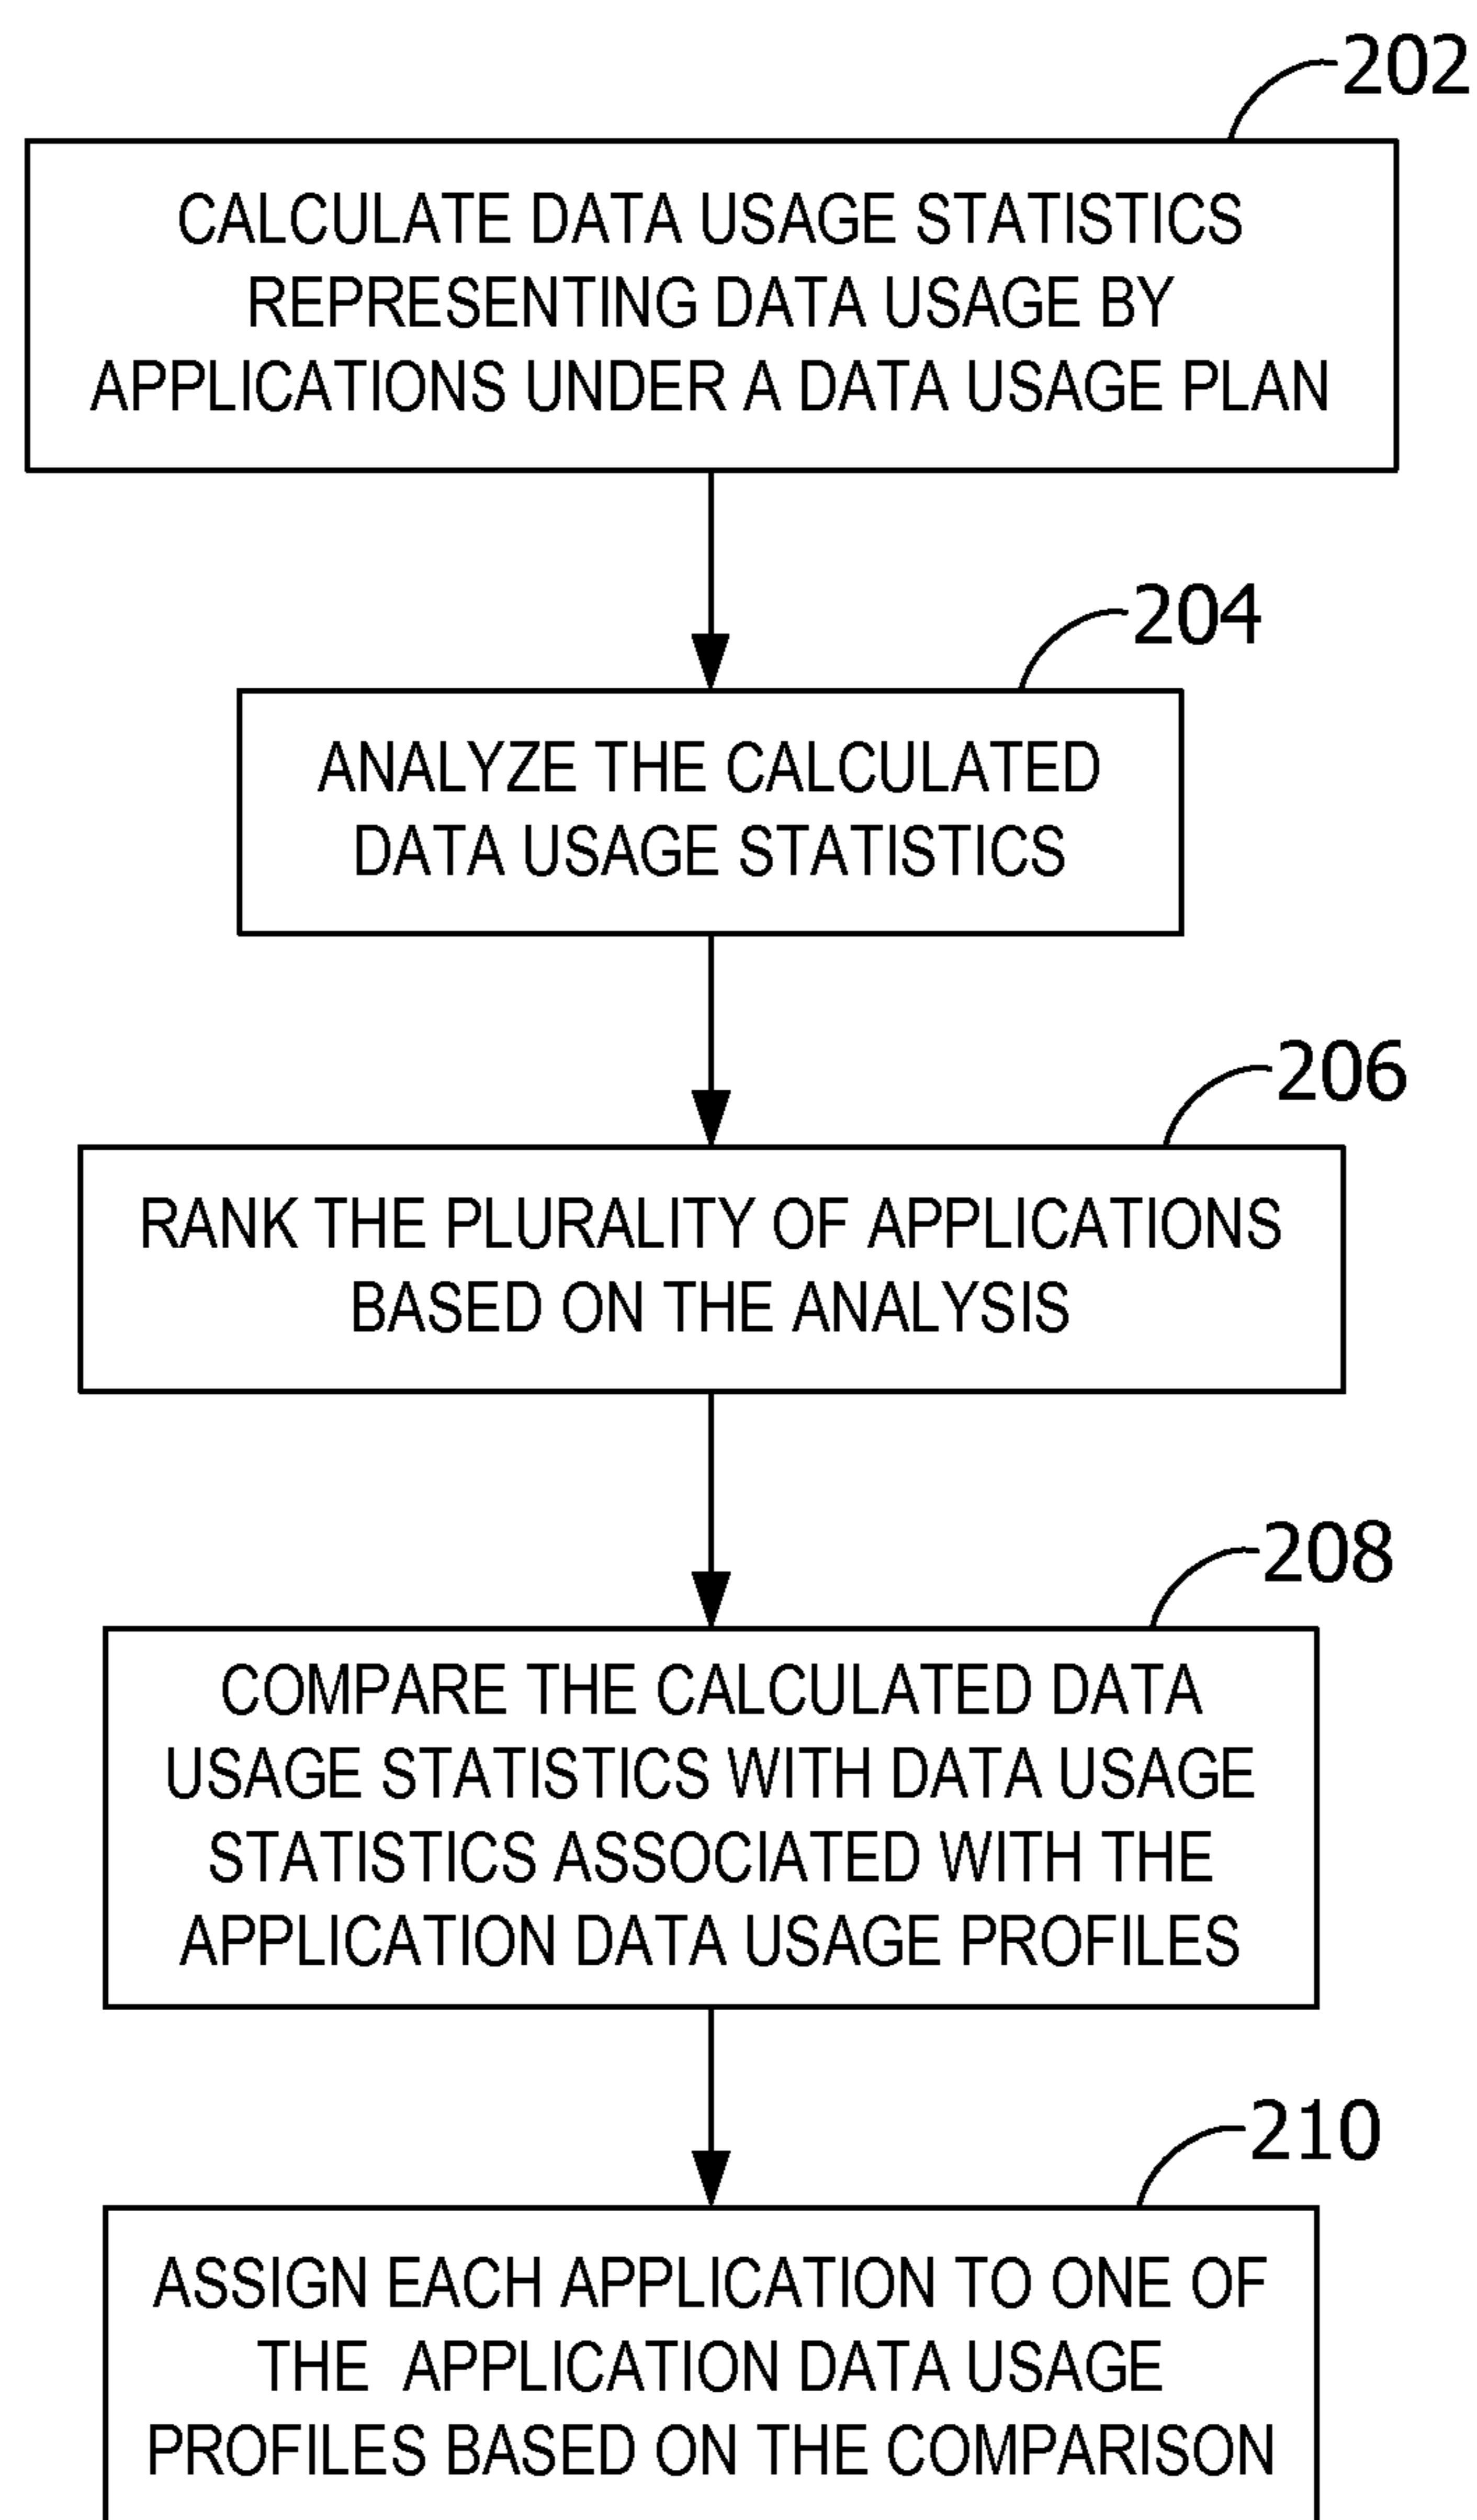 202
CALCULATE DATA USAGE STATISTICS
REPRESENTING DATA USAGE BY
APPLICATIONS UNDER A DATA USAGE PLAN
204
ANALYZE THE CALCULATED
DATA USAGE STATISTICS
206
RANK THE PLURALITY OF APPLICATIONS
BASED ON THE ANALYSIS
208
COMPARE THE CALCULATED DATA
USAGE STATISTICS WITH DATA USAGE
STATISTICS ASSOCIATED WITH THE
APPLICATION DATA USAGE PROFILES
210
ASSIGN EACH APPLICATION TO ONE OF
THE APPLICATION DATA USAGE
PROFILES BASED ON THE COMPARISON